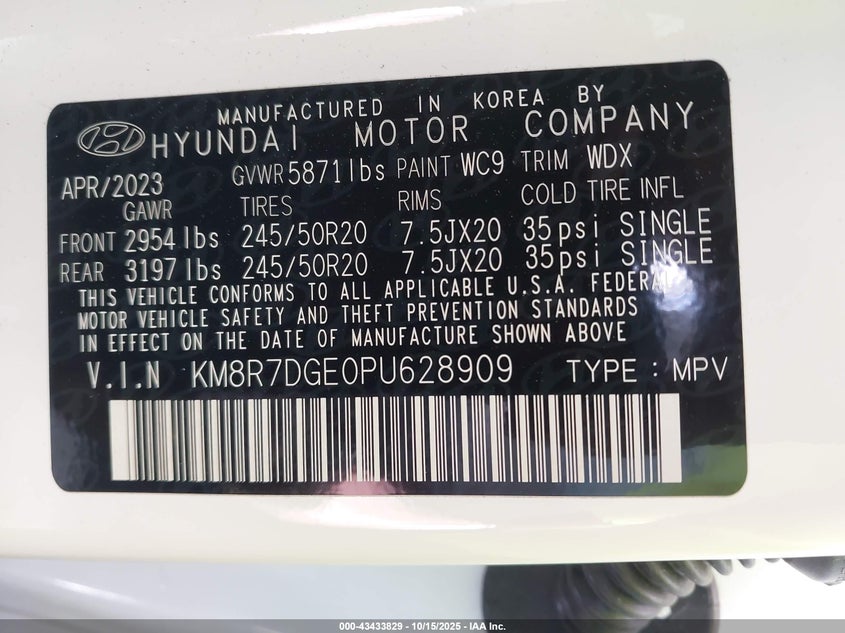 MANUFACTURED IN KOREA BY
HYUNDAI MOTOR COMPANY
APR/2023 GVWR 5871 lbs PAINT WC9 TRIM WDX
GAWR TIRES RIMS COLD TIRE INFL
FRONT 2954 lbs 245/50R20 7.5JX20 35psi SINGLE
REAR 3197 lbs 245/50R20 7.5JX20 35psi SINGLE
THIS VEHICLE CONFORMS TO ALL APPLICABLE U.S.A. FEDERAL
MOTOR VEHICLE SAFETY AND THEFT PREVENTION STANDARDS
IN EFFECT ON THE DATE OF MANUFACTURE SHOWN ABOVE
V.I.N KM8R7DGE0PU628909 TYPE : MPV
000-43433829 - 10/15/2025 - IAA Inc.